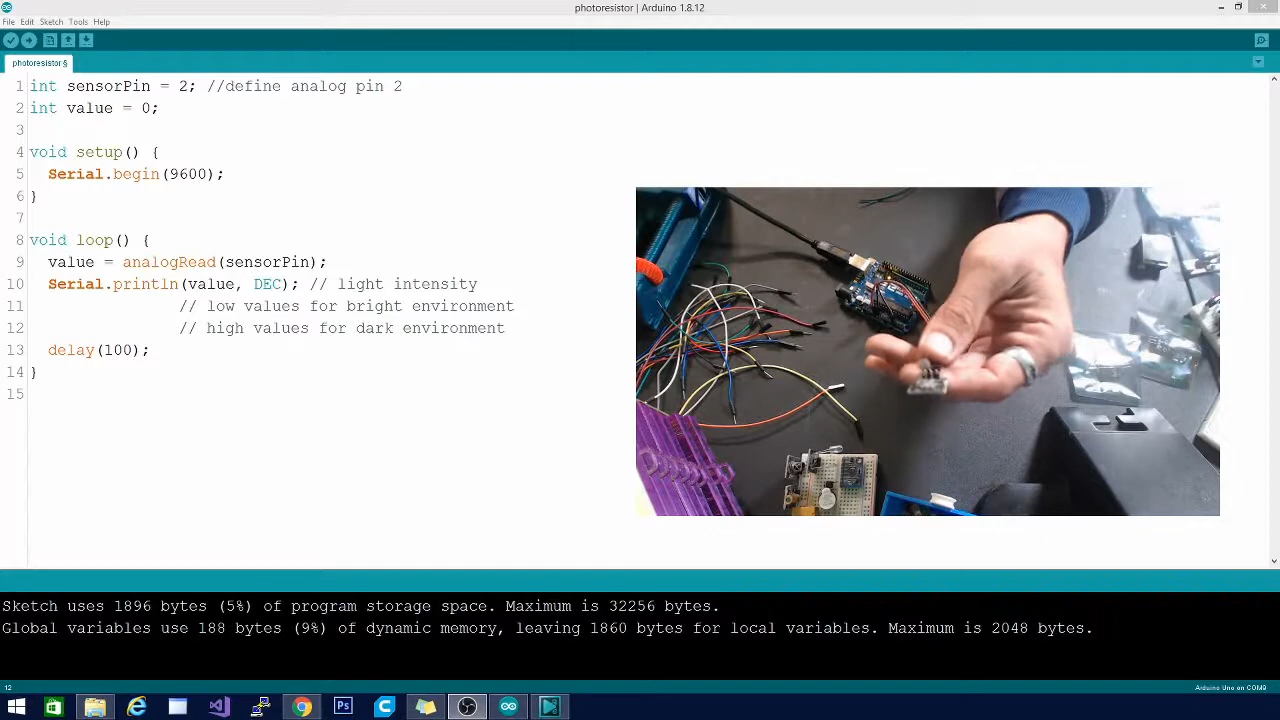 photoresistor | Arduino 1.8.12
File Edit Sketch Tools Help
photoresistor §
1 int sensorPin = 2; //define analog pin 2
2 int value = 0;
3
4 void setup() {
5 Serial.begin(9600);
6 }
7
8 void loop() {
9 value = analogRead(sensorPin);
10 Serial.println(value, DEC); // light intensity
11 // low values for bright environment
12 // high values for dark environment
13 delay(100);
14 }
15
Sketch uses 1896 bytes (5%) of program storage space. Maximum is 32256 bytes.
Global variables use 188 bytes (9%) of dynamic memory, leaving 1860 bytes for local variables. Maximum is 2048 bytes.
12 Arduino Uno on COM9
Ps